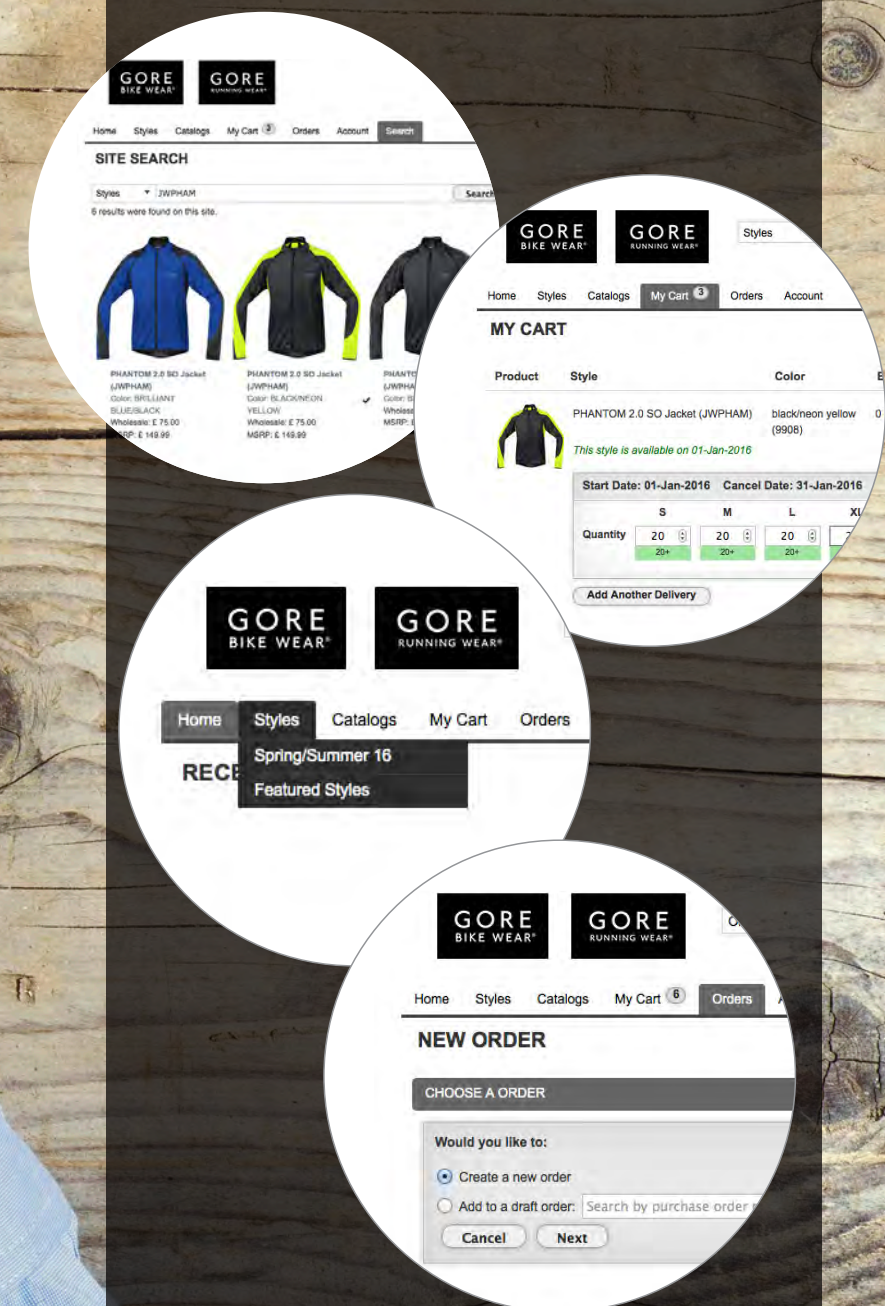 GORE
BIKE WEAR®
GORE
RUNNING WEAR®
Home Styles Catalogs My Cart 3 Orders Account Search
SITE SEARCH
Styles JWPHAM Search
6 results were found on this site.
PHANTOM 2.0 SO Jacket
(JWPHAM)
Color: BRILLIANT
BLUE/BLACK
Wholesale: £ 75.00
MSRP: £ 149.99
PHANTOM 2.0 SO Jacket
(JWPHAM)
Color: BLACK/NEON
YELLOW
Wholesale: £ 75.00
MSRP: £ 149.99
GORE
BIKE WEAR®
GORE
RUNNING WEAR®
Styles
Home Styles Catalogs My Cart 3 Orders Account
MY CART
Product Style Color
PHANTOM 2.0 SO Jacket (JWPHAM) black/neon yellow 0
(9908)
This style is available on 01-Jan-2016
Start Date: 01-Jan-2016 Cancel Date: 31-Jan-2016
S M L XL
Quantity 20 20 20
20+ 20+ 20+
Add Another Delivery
GORE
BIKE WEAR®
GORE
RUNNING WEAR®
Home Styles Catalogs My Cart Orders
Spring/Summer 16
RECE
Featured Styles
GORE
BIKE WEAR®
GORE
RUNNING WEAR®
Home Styles Catalogs My Cart 6 Orders
NEW ORDER
CHOOSE A ORDER
Would you like to:
Create a new order
Add to a draft order: Search by purchase order
Cancel Next